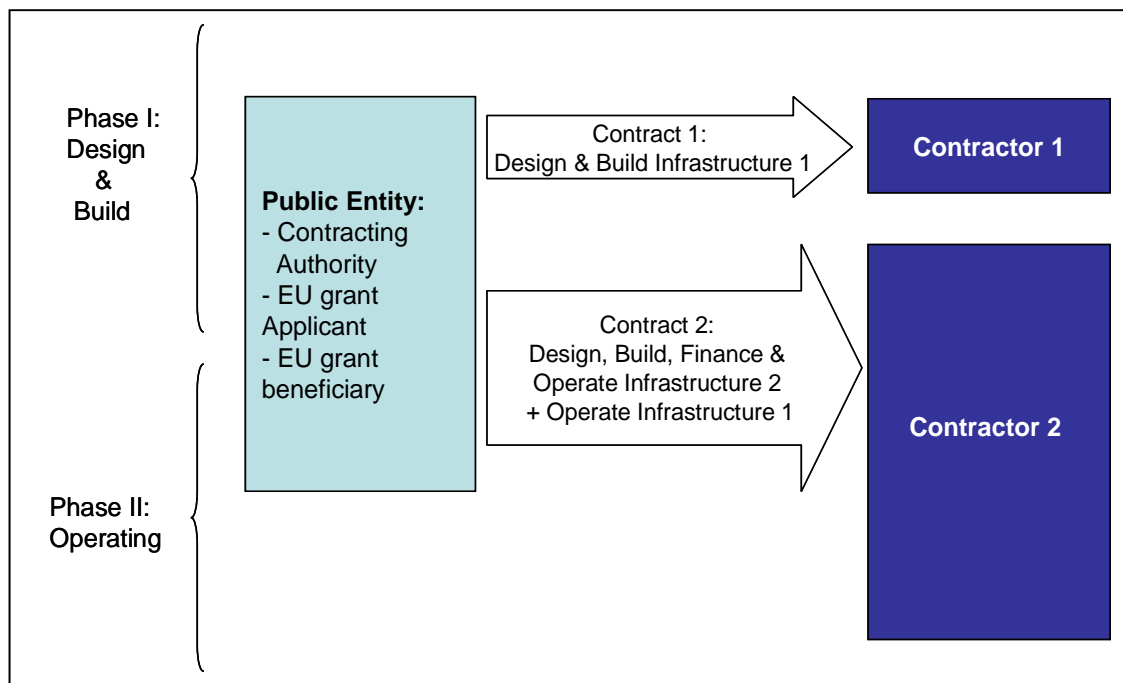 Phase I:
Design
&
Build
Public Entity:
- Contracting
Authority
- EU grant
Applicant
- EU grant
beneficiary
Contract 1:
Design & Build Infrastructure 1
Contractor 1
Contract 2:
Design, Build, Finance &
Operate Infrastructure 2
+ Operate Infrastructure 1
Contractor 2
Phase II:
Operating